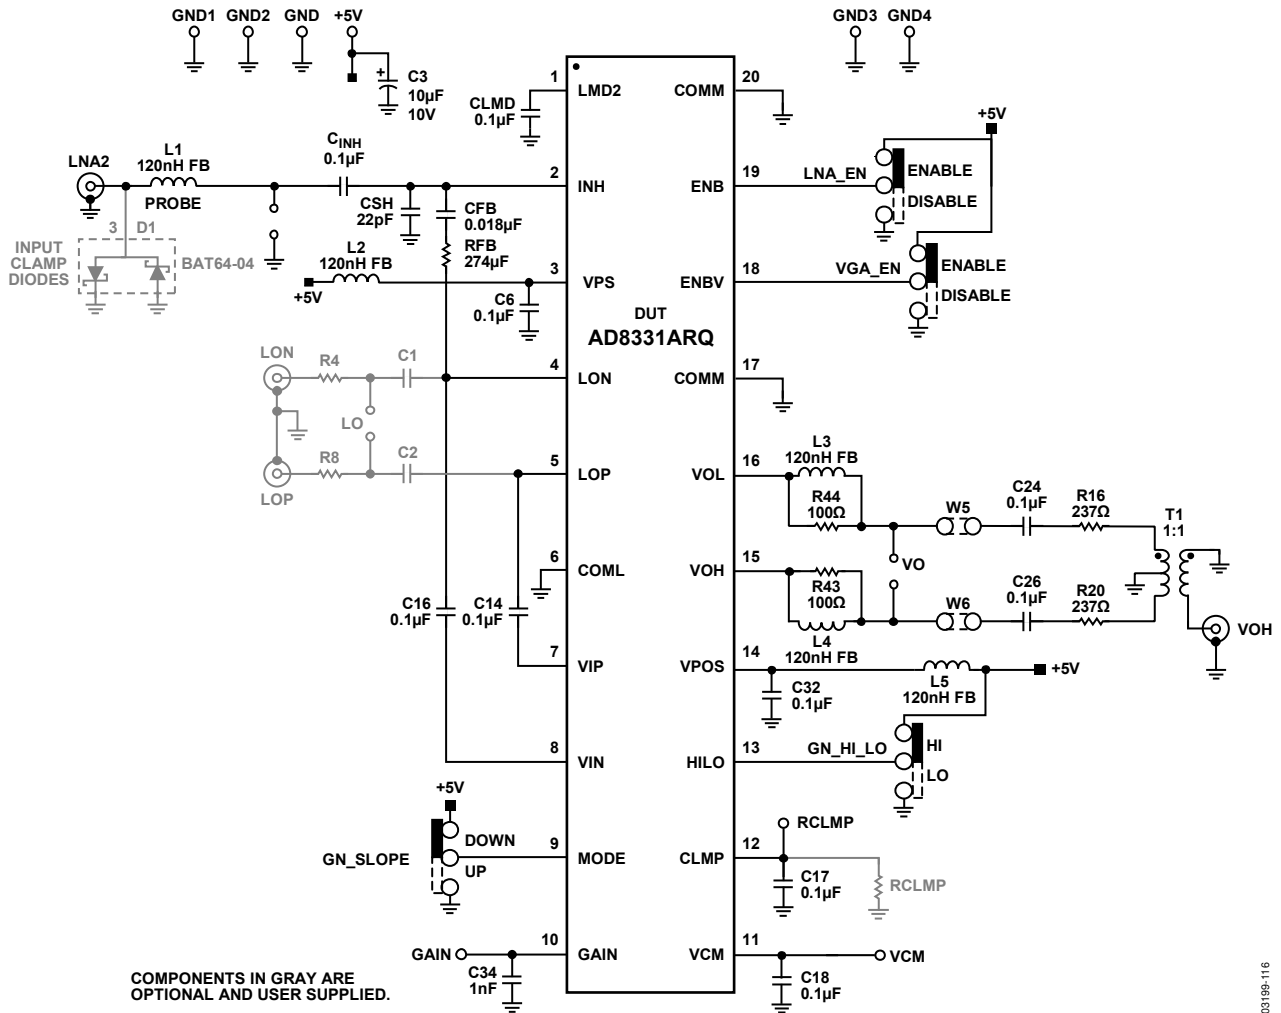 GND1 GND2 GND +5V
GND3 GND4
+
C3
10µF
10V
1
LMD2
COMM
20
CLMD
0.1µF
+5V
LNA2
L1
120nH FB
PROBE
CINH
0.1µF
2
INH
ENB
19
LNA_EN
ENABLE
DISABLE
CSH
22pF
CFB
0.018µF
RFB
274µF
3 D1
INPUT
CLAMP
DIODES
BAT64-04
L2
120nH FB
+5V
3
VPS
ENBV
18
VGA_EN
ENABLE
DISABLE
C6
0.1µF
DUT
AD8331ARQ
LON
R4
C1
4
LON
COMM
17
LO
R8
C2
LOP
5
LOP
VOL
16
L3
120nH FB
R44
100Ω
W5
C24
0.1µF
R16
237Ω
T1
1:1
6
COML
VOH
15
VO
R43
100Ω
L4
120nH FB
W6
C26
0.1µF
R20
237Ω
VOH
C16
0.1µF
C14
0.1µF
7
VIP
VPOS
14
C32
0.1µF
L5
120nH FB
+5V
8
VIN
HILO
13
GN_HI_LO
HI
LO
+5V
GN_SLOPE
DOWN
UP
9
MODE
CLMP
12
RCLMP
C17
0.1µF
RCLMP
GAIN
10
GAIN
VCM
11
VCM
C34
1nF
C18
0.1µF
COMPONENTS IN GRAY ARE
OPTIONAL AND USER SUPPLIED.
03199-116